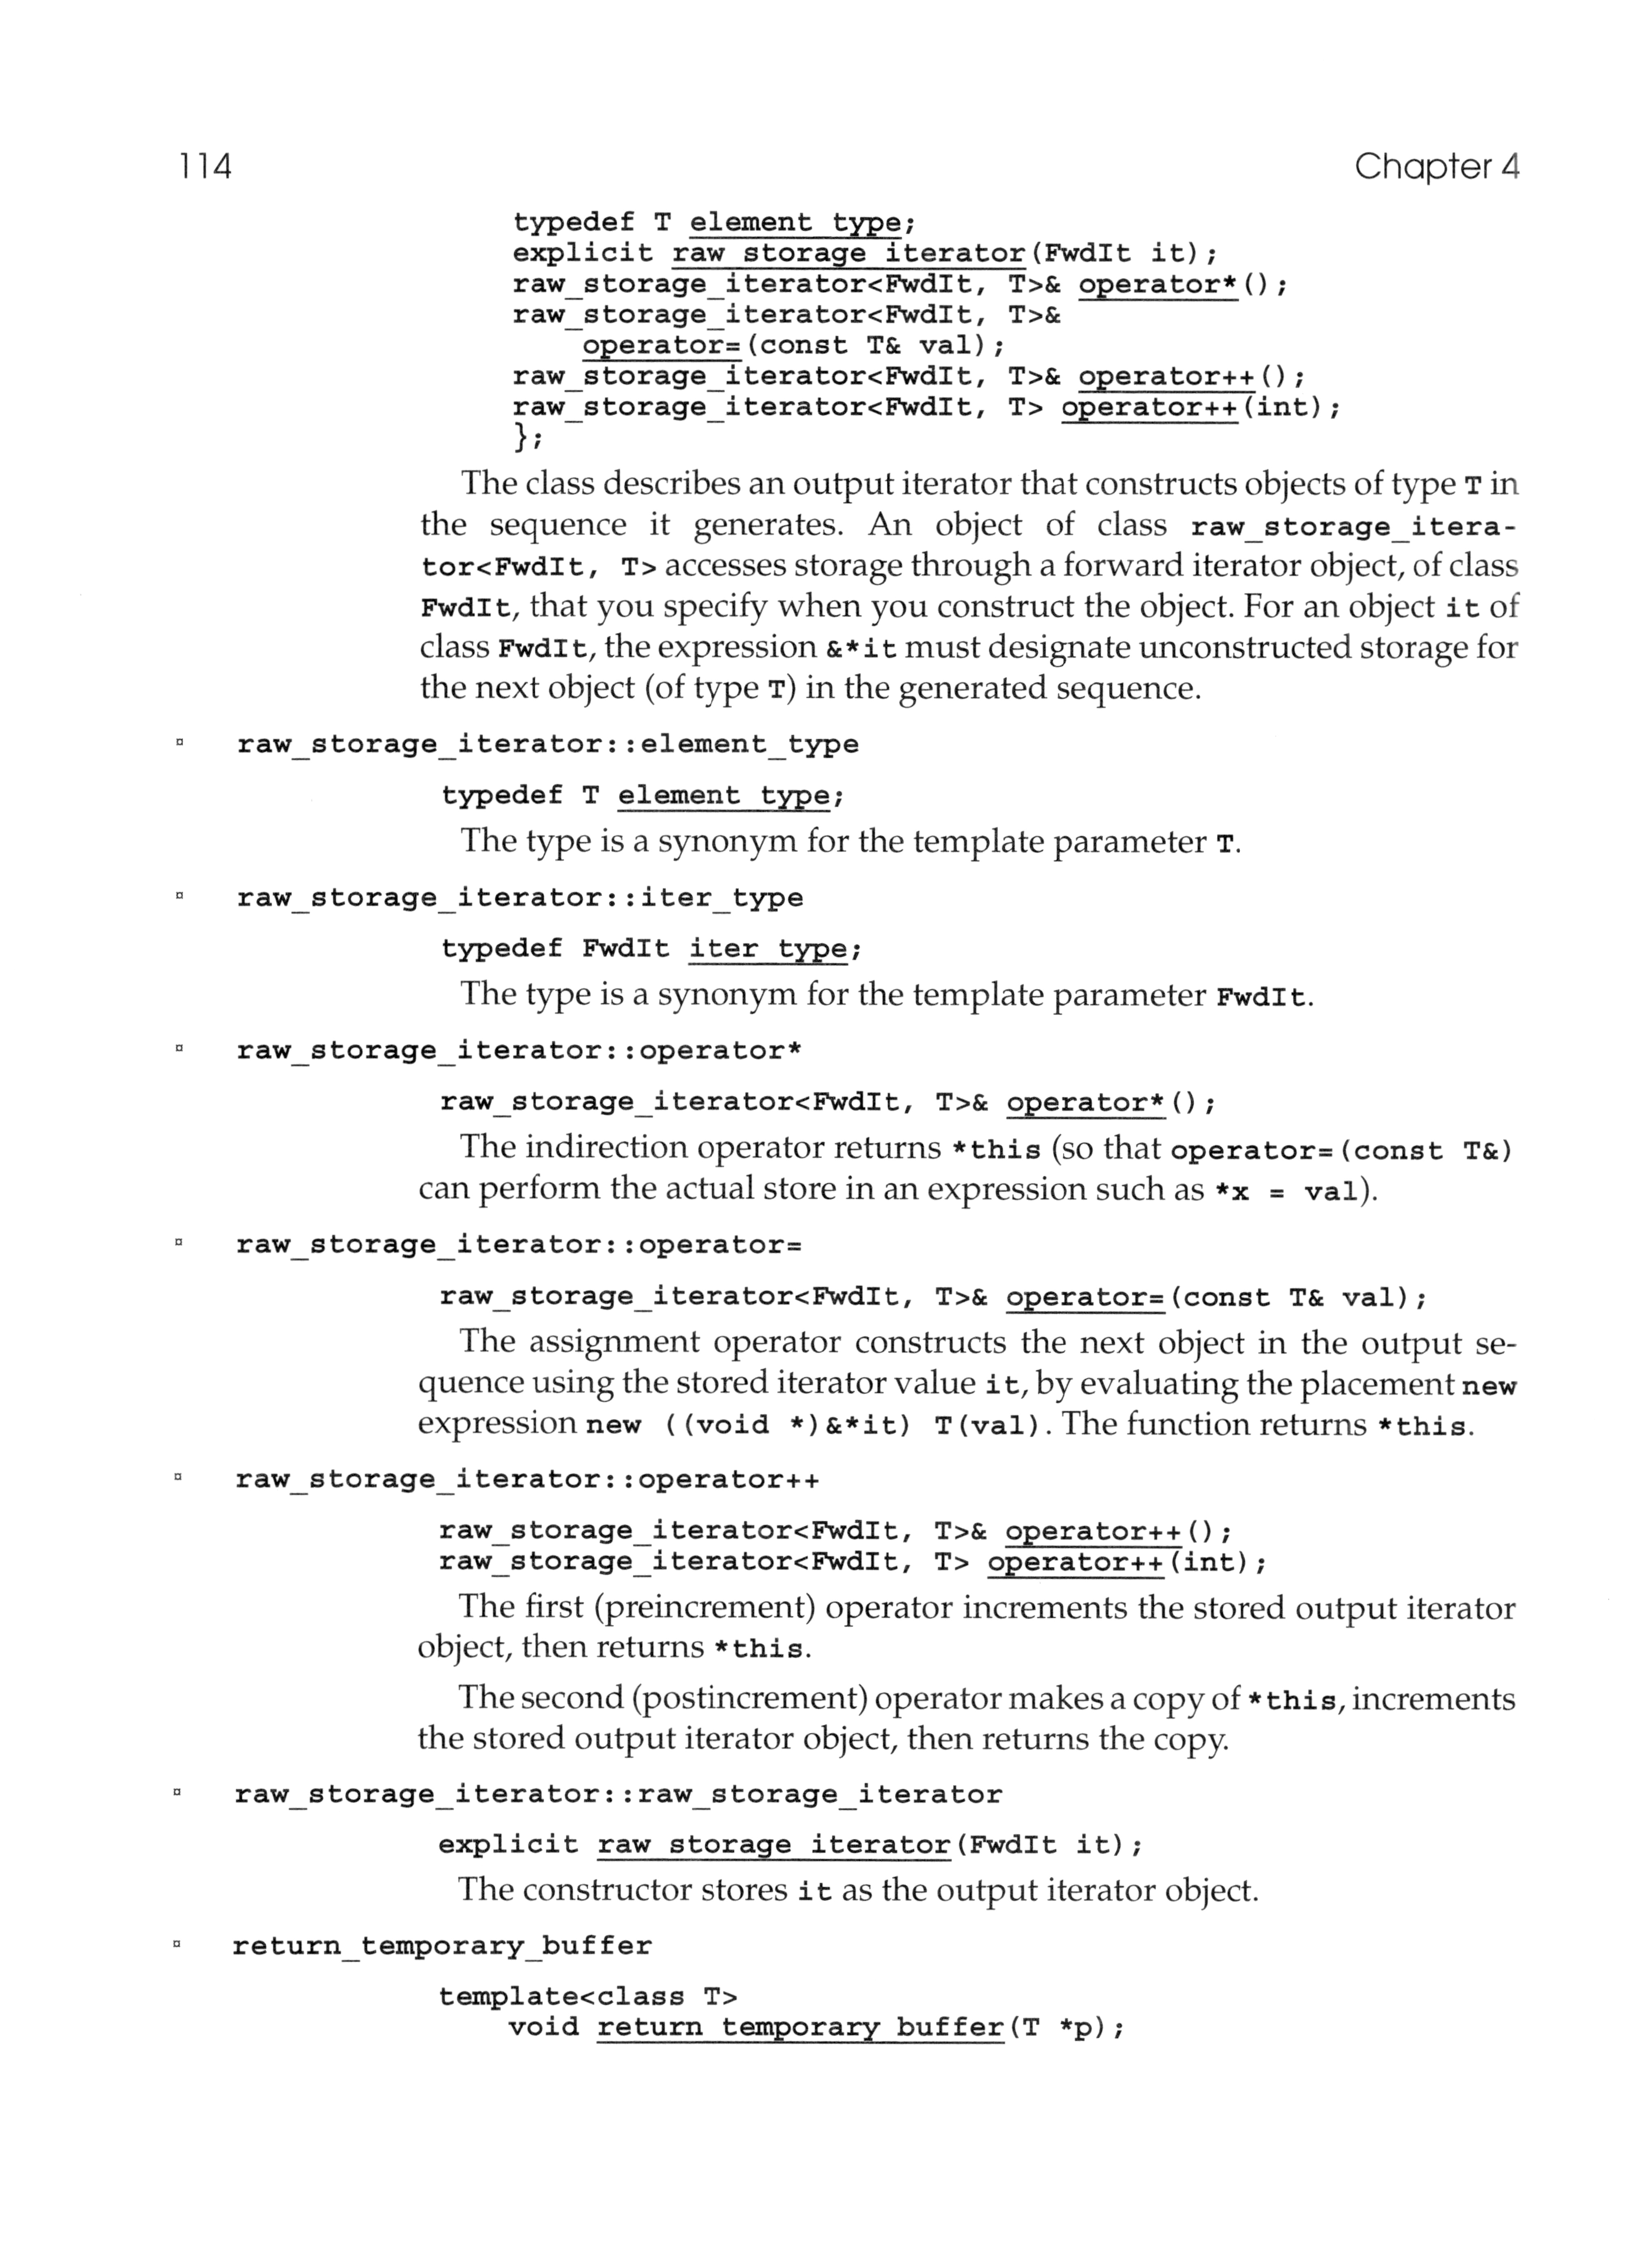 114
Chapter 4
typedef T element_type;
explicit raw_storage_iterator(FwdIt it);
raw_storage_iterator<FwdIt, T>& operator*();
raw_storage_iterator<FwdIt, T>&
operator=(const T& val);
raw_storage_iterator<FwdIt, T>& operator++();
raw_storage_iterator<FwdIt, T> operator++(int);
};
The class describes an output iterator that constructs objects of type T in
the sequence it generates. An object of class raw_storage_itera-
tor<FwdIt, T> accesses storage through a forward iterator object, of class
FwdIt, that you specify when you construct the object. For an object it of
class FwdIt, the expression &*it must designate unconstructed storage for
the next object (of type T) in the generated sequence.
▫ raw_storage_iterator::element_type
typedef T element_type;
The type is a synonym for the template parameter T.
▫ raw_storage_iterator::iter_type
typedef FwdIt iter_type;
The type is a synonym for the template parameter FwdIt.
▫ raw_storage_iterator::operator*
raw_storage_iterator<FwdIt, T>& operator*();
The indirection operator returns *this (so that operator=(const T&)
can perform the actual store in an expression such as *x = val).
▫ raw_storage_iterator::operator=
raw_storage_iterator<FwdIt, T>& operator=(const T& val);
The assignment operator constructs the next object in the output se-
quence using the stored iterator value it, by evaluating the placement new
expression new ((void *)&*it) T(val). The function returns *this.
▫ raw_storage_iterator::operator++
raw_storage_iterator<FwdIt, T>& operator++();
raw_storage_iterator<FwdIt, T> operator++(int);
The first (preincrement) operator increments the stored output iterator
object, then returns *this.
The second (postincrement) operator makes a copy of *this, increments
the stored output iterator object, then returns the copy.
▫ raw_storage_iterator::raw_storage_iterator
explicit raw_storage_iterator(FwdIt it);
The constructor stores it as the output iterator object.
▫ return_temporary_buffer
template<class T>
void return_temporary_buffer(T *p);